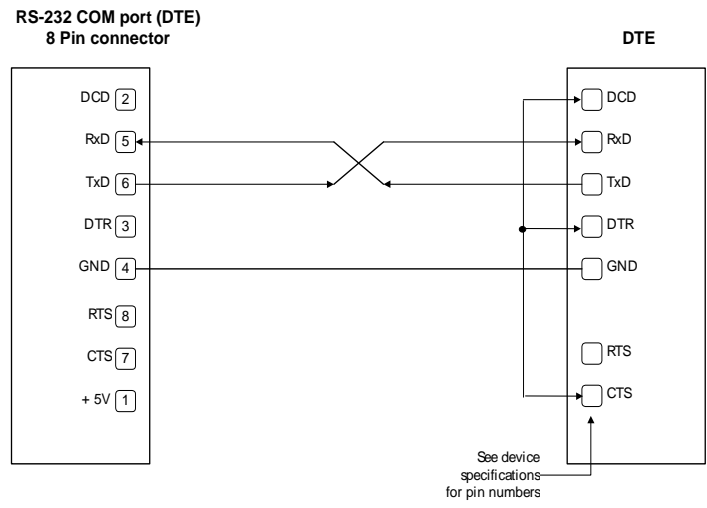 RS-232 COM port (DTE)
8 Pin connector
DTE
DCD 2
DCD
RxD 5
RxD
TxD 6
TxD
DTR 3
DTR
GND 4
GND
RTS 8
CTS 7
RTS
+ 5V 1
CTS
See device
specifications
for pin numbers